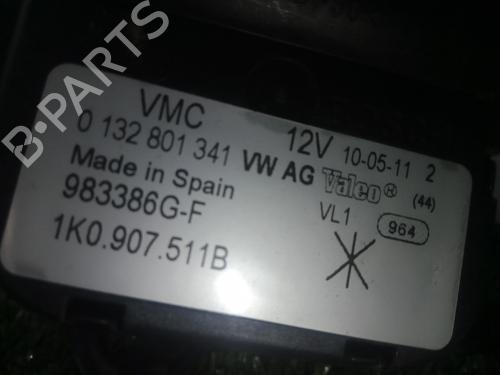 B-PARTS
VMC
0 132 801 341 12V 10-05-11 2
Made in Spain VW AG Valeo® (44)
983386G-F VL1 964
1K0.907.511B